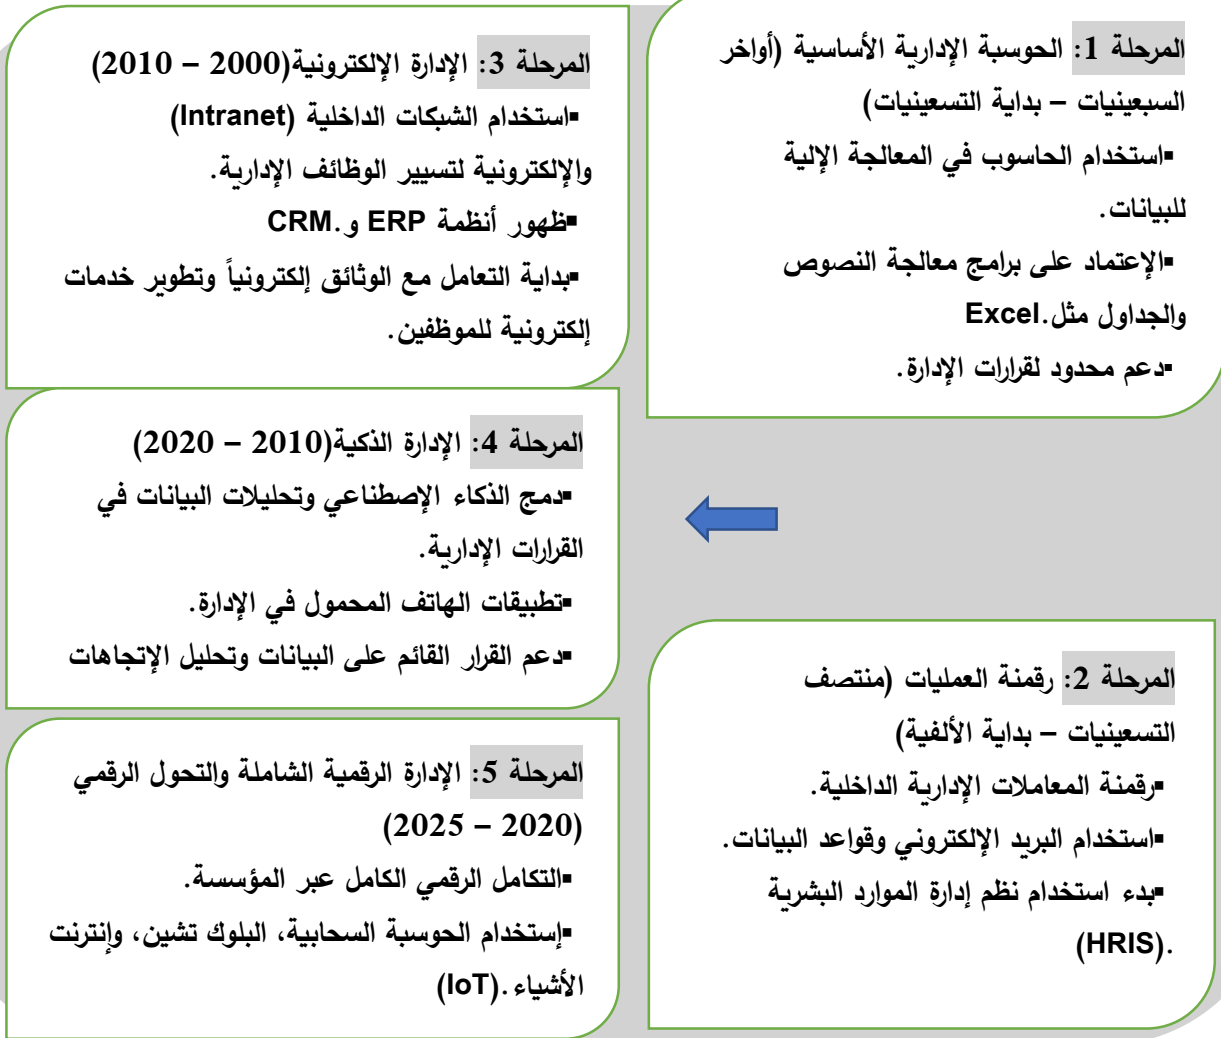 المرحلة 1: الحوسبة الإدارية الأساسية (أواخر
السبعينيات – بداية التسعينيات)
▪استخدام الحاسوب في المعالجة الإلية
للبيانات.
▪الإعتماد على برامج معالجة النصوص
والجداول مثل.Excel
▪دعم محدود لقرارات الإدارة.
المرحلة 2: رقمنة العمليات (منتصف
التسعينيات – بداية الألفية)
▪رقمنة المعاملات الإدارية الداخلية.
▪استخدام البريد الإلكتروني وقواعد البيانات.
▪بدء استخدام نظم إدارة الموارد البشرية
.(HRIS)
المرحلة 3: الإدارة الإلكترونية(2000 – 2010)
▪استخدام الشبكات الداخلية (Intranet)
والإلكترونية لتسيير الوظائف الإدارية.
▪ظهور أنظمة ERP و.CRM
▪بداية التعامل مع الوثائق إلكترونياً وتطوير خدمات
إلكترونية للموظفين.
المرحلة 4: الإدارة الذكية(2010 – 2020)
▪دمج الذكاء الإصطناعي وتحليلات البيانات في
القرارات الإدارية.
▪تطبيقات الهاتف المحمول في الإدارة.
▪دعم القرار القائم على البيانات وتحليل الإتجاهات
المرحلة 5: الإدارة الرقمية الشاملة والتحول الرقمي
(2020 – 2025)
▪التكامل الرقمي الكامل عبر المؤسسة.
▪إستخدام الحوسبة السحابية، البلوك تشين، وإنترنت
الأشياء.(IoT)